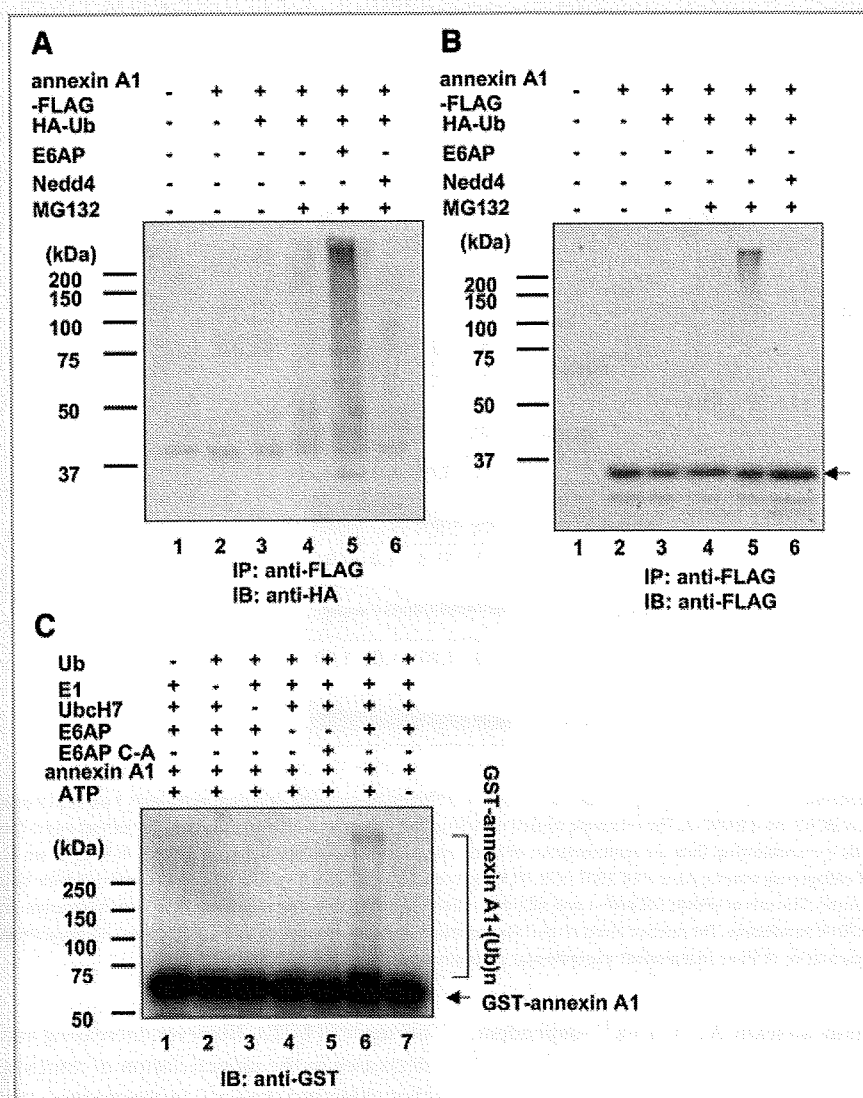 A
annexin A1
-FLAG - + + + + +
HA-Ub - - + + + +
E6AP - - - - + -
Nedd4 - - - - - +
MG132 - - - + + +
(kDa)
200
150
100
75
50
37
1 2 3 4 5 6
IP: anti-FLAG
IB: anti-HA
B
annexin A1
-FLAG - + + + + +
HA-Ub - - + + + +
E6AP - - - - + -
Nedd4 - - - - - +
MG132 - - - + + +
(kDa)
200
150
100
75
50
37
1 2 3 4 5 6
IP: anti-FLAG
IB: anti-FLAG
C
Ub - + + + + + +
E1 + - + + + + +
UbcH7 + + - + + + +
E6AP + + + - - + +
E6AP C-A - - - - + - -
annexin A1 + + + + + + +
ATP + + + + + + -
(kDa)
250
150
100
75
50
GST-annexin A1-(Ub)n
GST-annexin A1
1 2 3 4 5 6 7
IB: anti-GST